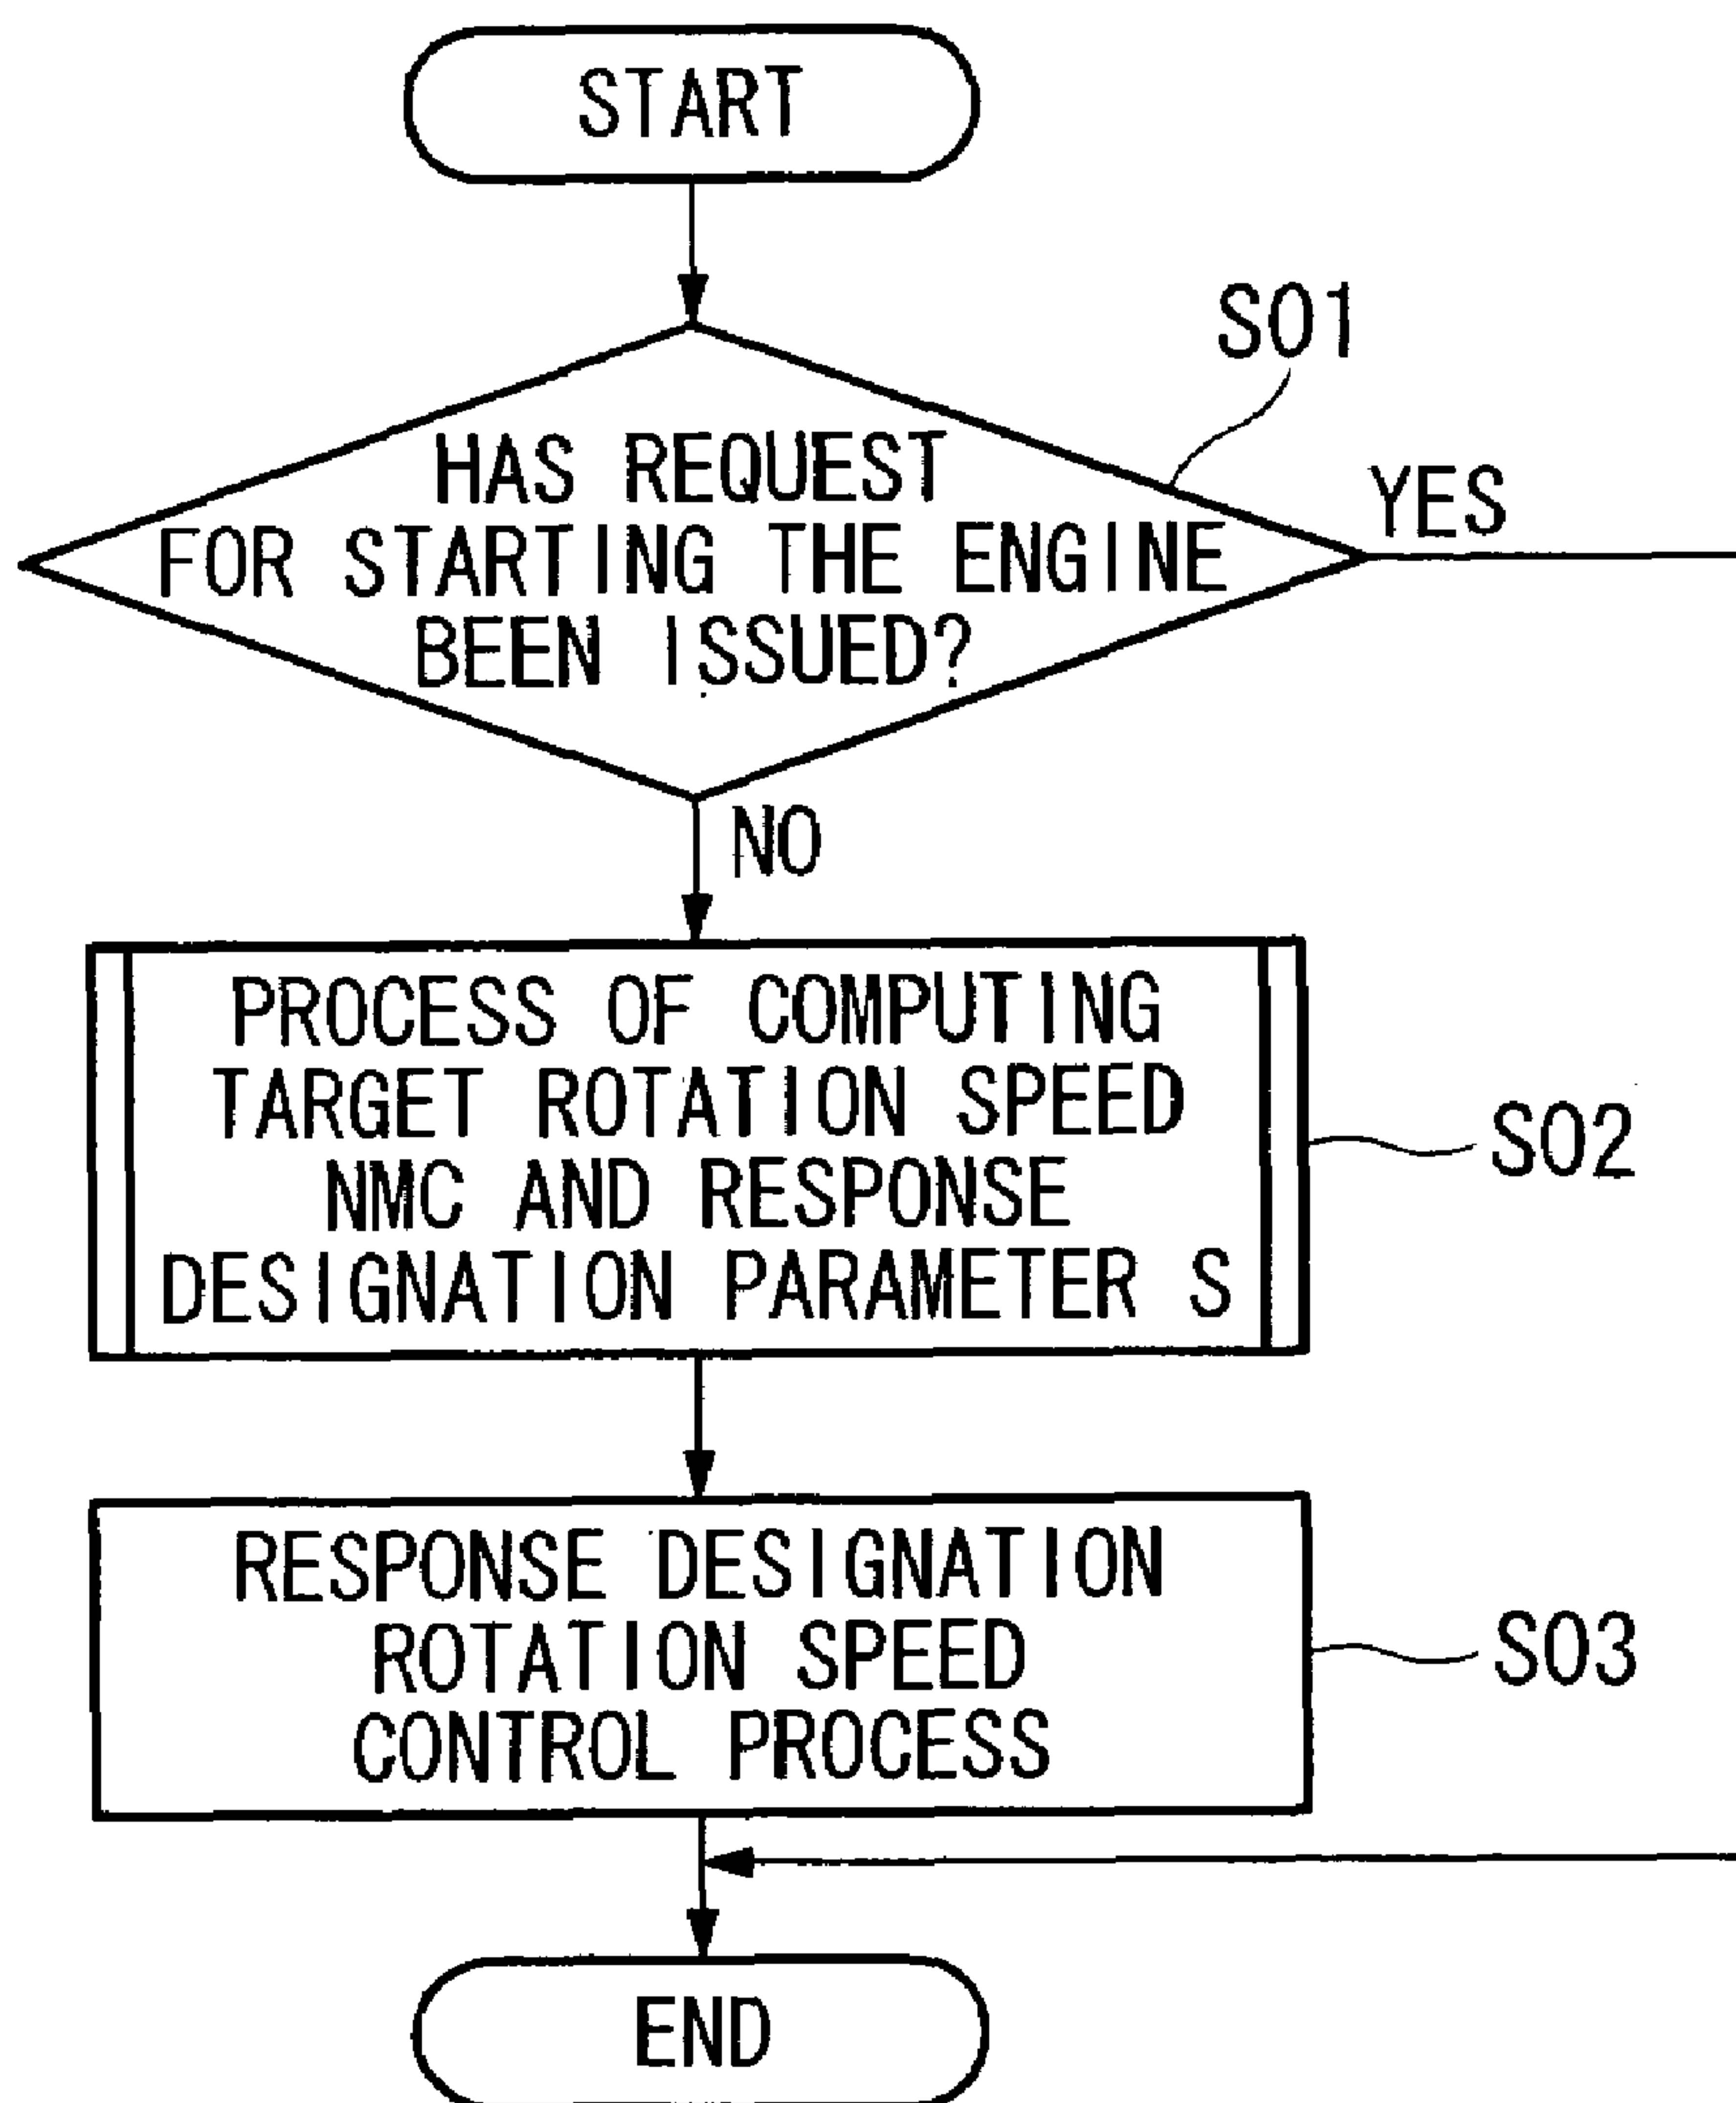 START
S01
HAS REQUEST
FOR STARTING THE ENGINE
BEEN ISSUED?
YES
NO
PROCESS OF COMPUTING
TARGET ROTATION SPEED
NMC AND RESPONSE
DESIGNATION PARAMETER S
S02
RESPONSE DESIGNATION
ROTATION SPEED
CONTROL PROCESS
S03
END